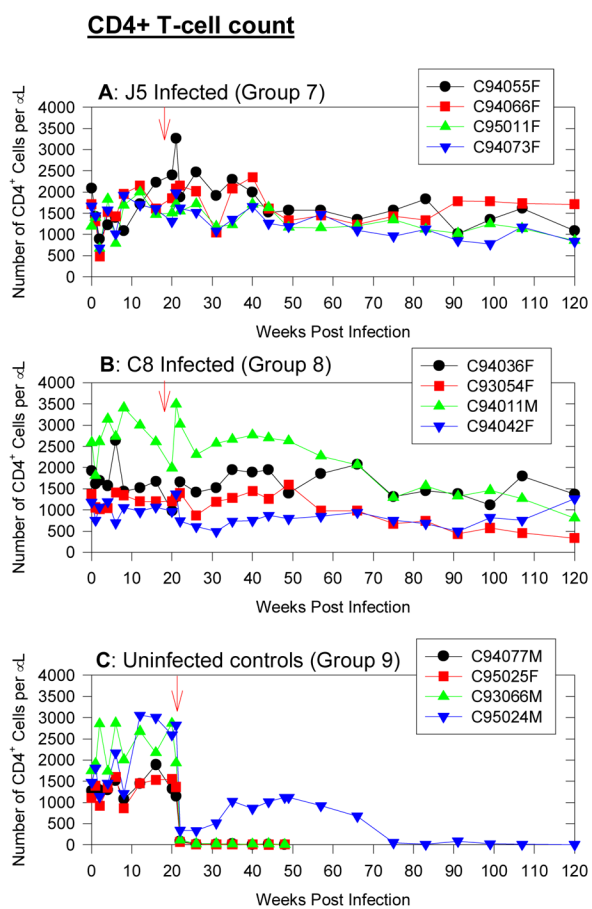 CD4+ T-cell count
A: J5 Infected (Group 7)
C94055F
C94066F
C95011F
C94073F
Number of CD4+ Cells per αL
4000
3500
3000
2500
2000
1500
1000
500
0
0 10 20 30 40 50 60 70 80 90 100 110 120
Weeks Post Infection
B: C8 Infected (Group 8)
C94036F
C93054F
C94011M
C94042F
Number of CD4+ Cells per αL
4000
3500
3000
2500
2000
1500
1000
500
0
0 10 20 30 40 50 60 70 80 90 100 110 120
Weeks Post Infection
C: Uninfected controls (Group 9)
C94077M
C95025F
C93066M
C95024M
Number of CD4+ Cells per αL
4000
3500
3000
2500
2000
1500
1000
500
0
0 10 20 30 40 50 60 70 80 90 100 110 120
Weeks Post Infection